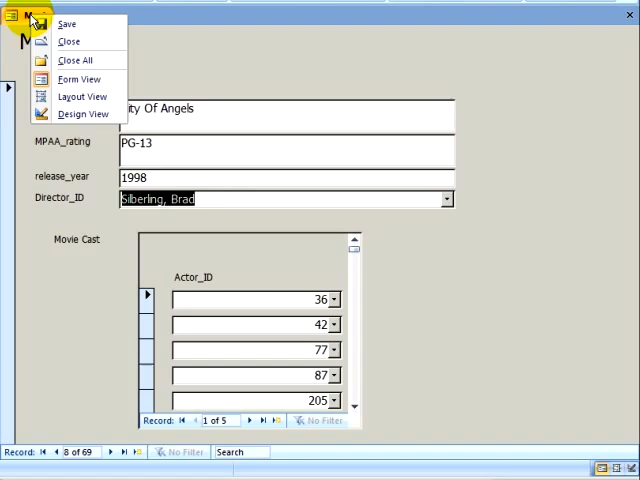 M
Save
Close
Close All
Form View
Layout View
Design View
M
ity Of Angels
MPAA_rating
PG-13
release_year
1998
Director_ID
Silberling, Brad
Movie Cast
Actor_ID
36
42
77
87
205
Record: 1 of 5 No Filter
Record: 8 of 69 No Filter Search